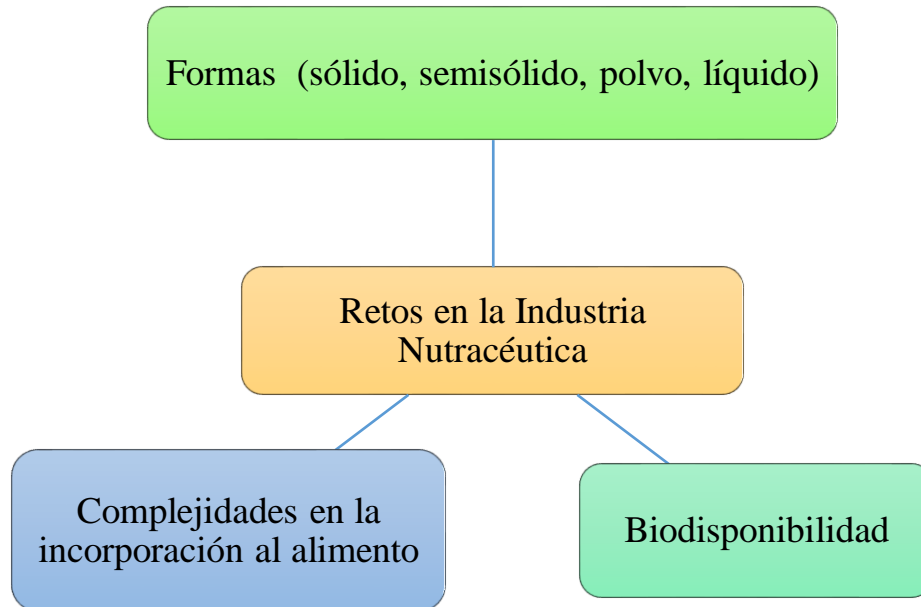 Formas (sólido, semisólido, polvo, líquido)
Retos en la Industria
Nutracéutica
Complejidades en la
incorporación al alimento
Biodisponibilidad